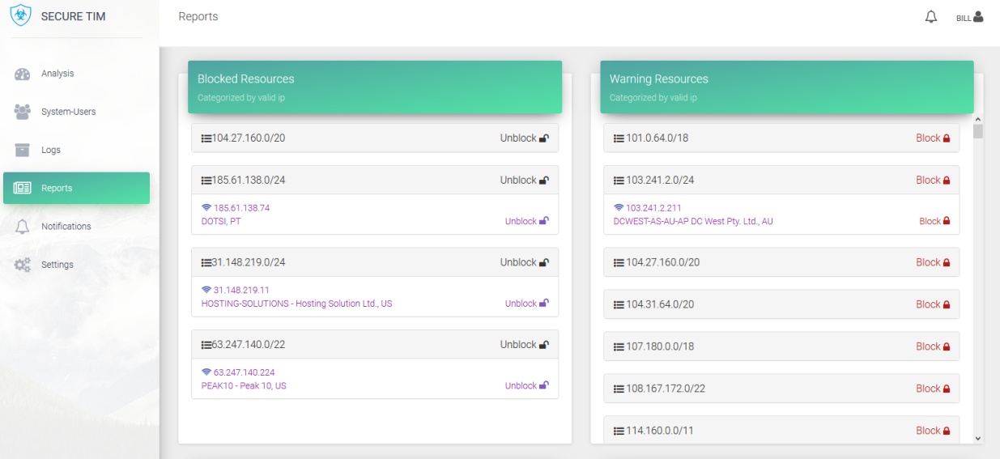 SECURE TIM
Analysis
System-Users
Logs
Reports
Notifications
Settings
Reports
BILL
Blocked Resources
Categorized by valid ip
104.27.160.0/20 Unblock
185.61.138.0/24 Unblock
185.61.138.74
DOTSI, PT Unblock
31.148.219.0/24 Unblock
31.148.219.11
HOSTING-SOLUTIONS - Hosting Solution Ltd., US Unblock
63.247.140.0/22 Unblock
63.247.140.224
PEAK10 - Peak 10, US Unblock
Warning Resources
Categorized by valid ip
101.0.64.0/18 Block
103.241.2.0/24 Block
103.241.2.211
DCWEST-AS-AU-AP DC West Pty. Ltd., AU Block
104.27.160.0/20 Block
104.31.64.0/20 Block
107.180.0.0/18 Block
108.167.172.0/22 Block
114.160.0.0/11 Block